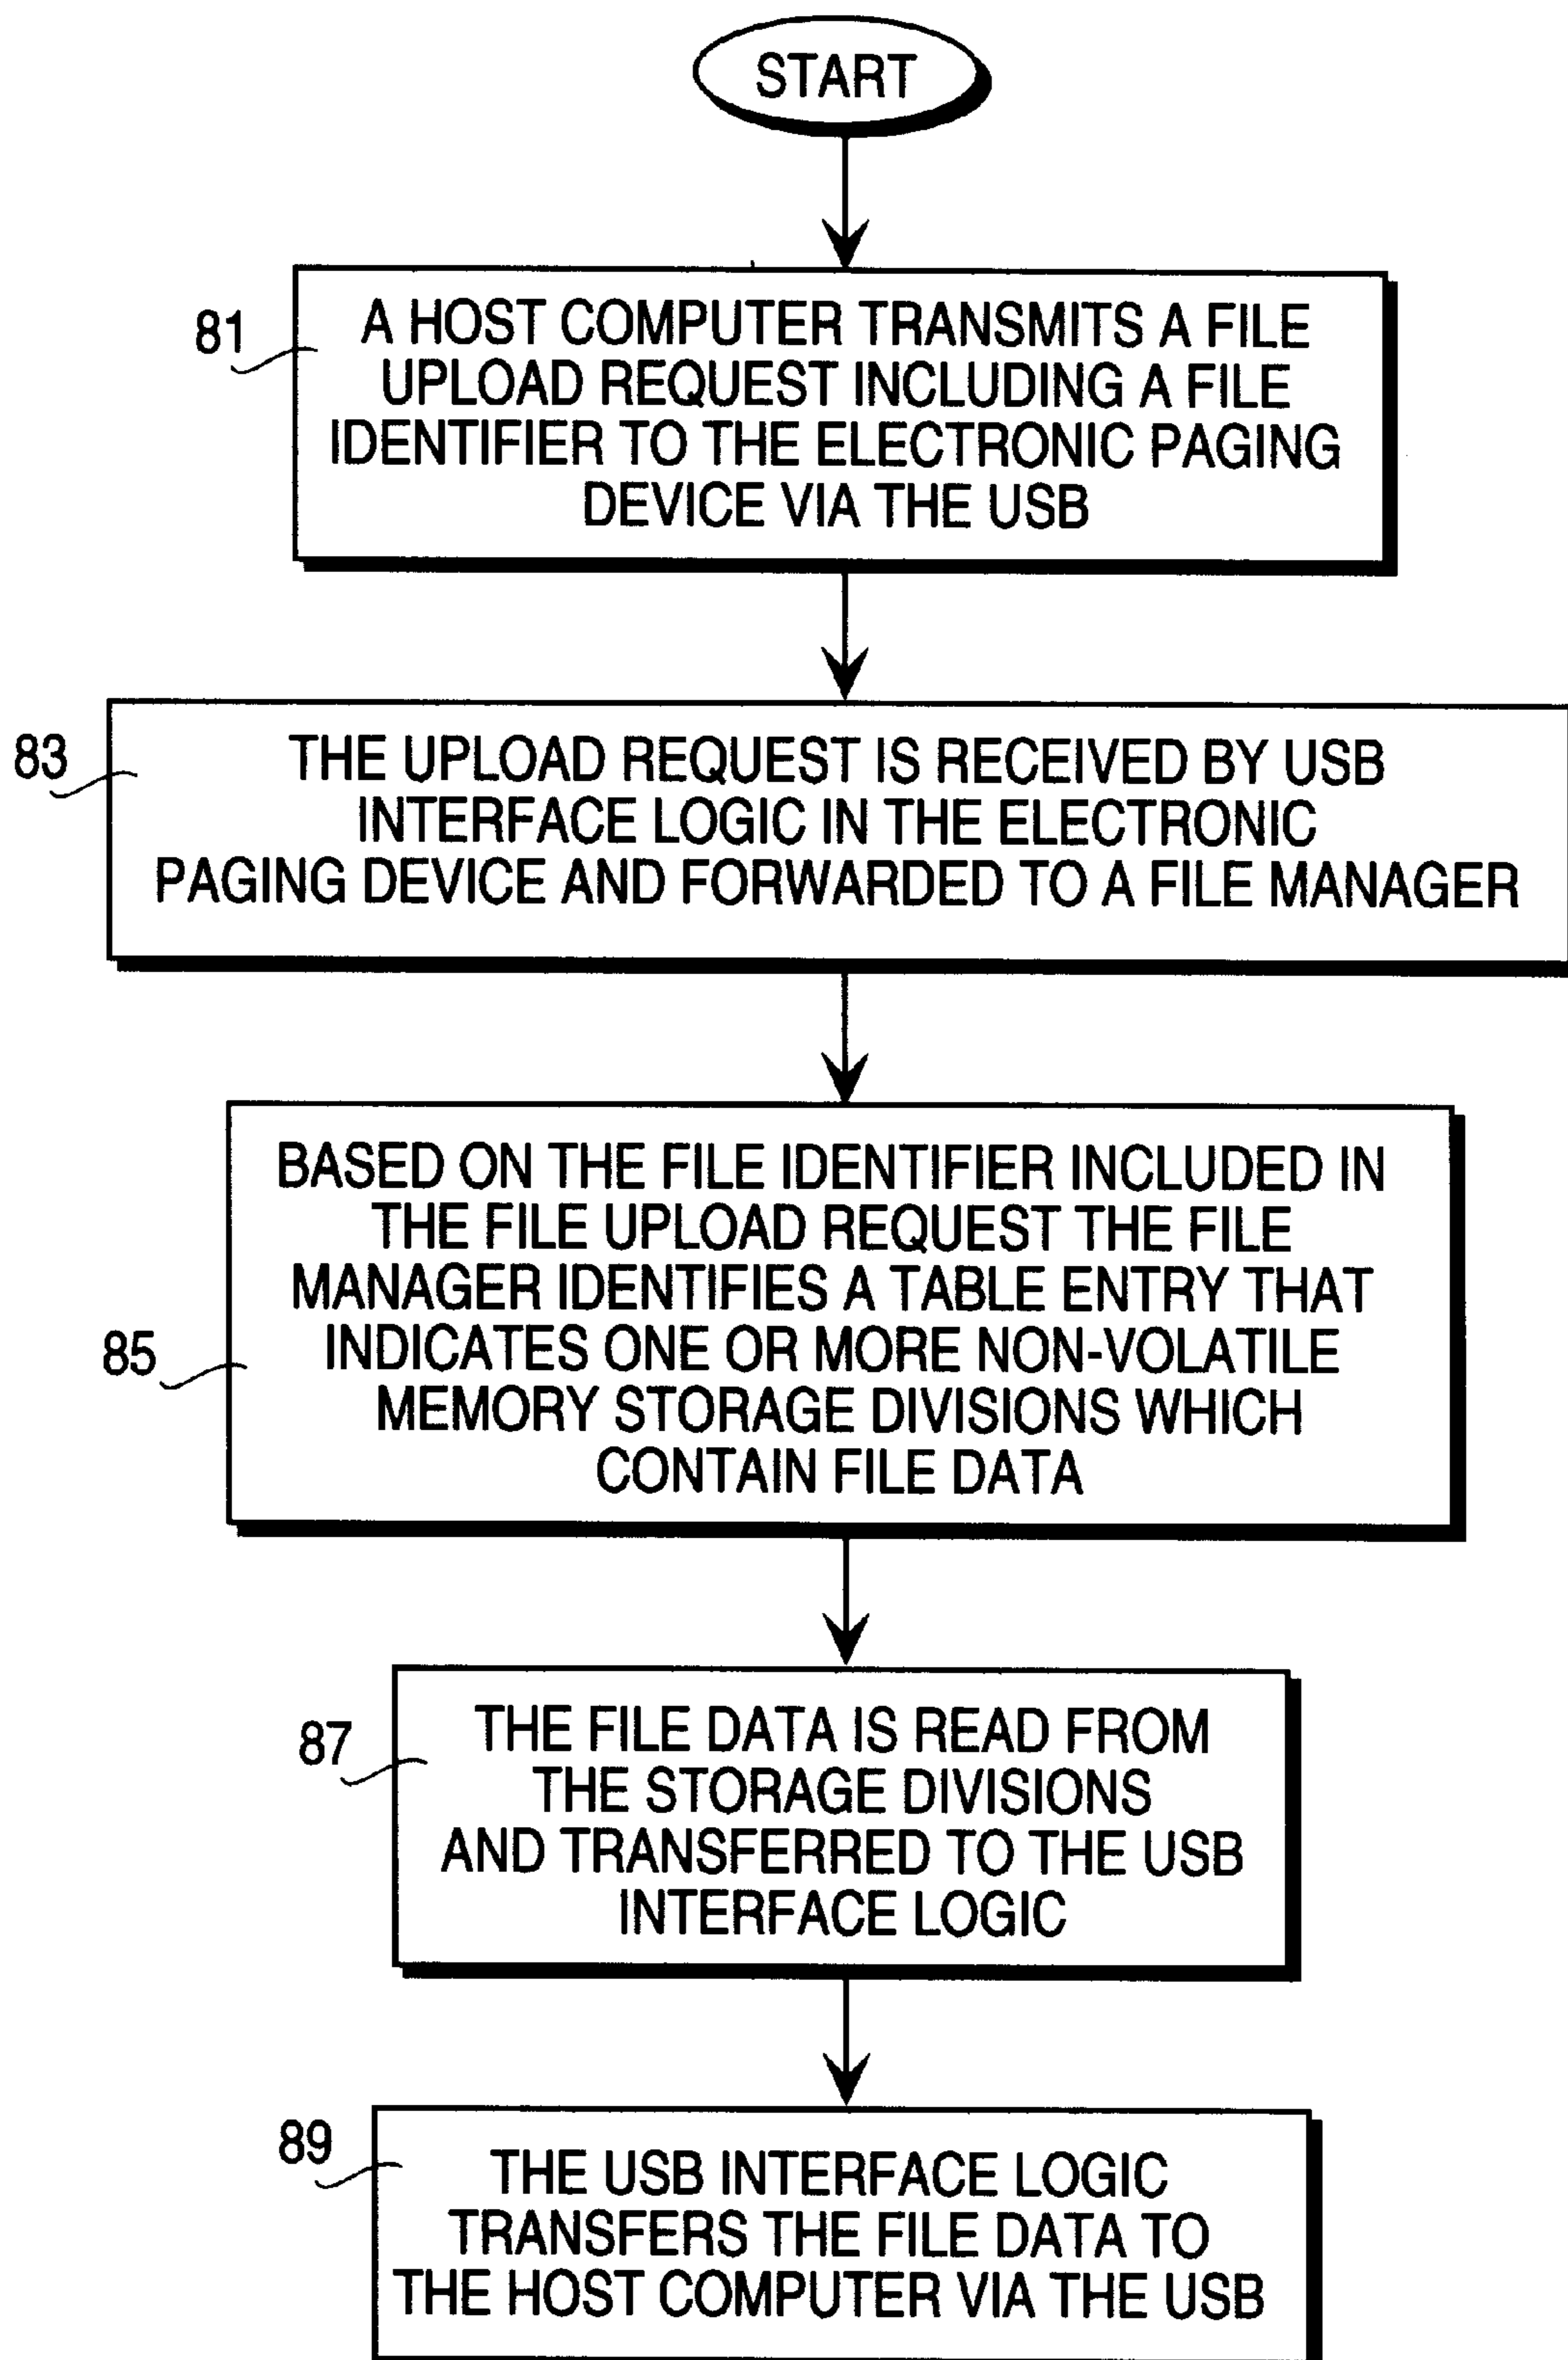 START
81
A HOST COMPUTER TRANSMITS A FILE
UPLOAD REQUEST INCLUDING A FILE
IDENTIFIER TO THE ELECTRONIC PAGING
DEVICE VIA THE USB
83
THE UPLOAD REQUEST IS RECEIVED BY USB
INTERFACE LOGIC IN THE ELECTRONIC
PAGING DEVICE AND FORWARDED TO A FILE MANAGER
85
BASED ON THE FILE IDENTIFIER INCLUDED IN
THE FILE UPLOAD REQUEST THE FILE
MANAGER IDENTIFIES A TABLE ENTRY THAT
INDICATES ONE OR MORE NON-VOLATILE
MEMORY STORAGE DIVISIONS WHICH
CONTAIN FILE DATA
87
THE FILE DATA IS READ FROM
THE STORAGE DIVISIONS
AND TRANSFERRED TO THE USB
INTERFACE LOGIC
89
THE USB INTERFACE LOGIC
TRANSFERS THE FILE DATA TO
THE HOST COMPUTER VIA THE USB